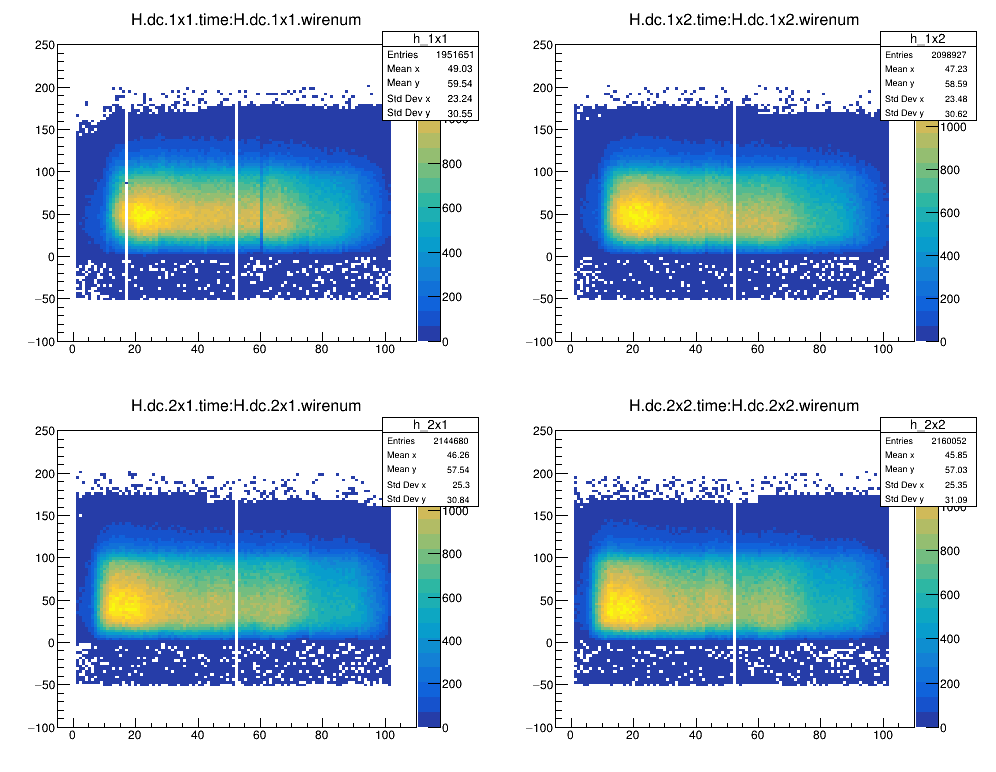 H.dc.1x1.time:H.dc.1x1.wirenum
h_1x1
Entries 1951651
Mean x 49.03
Mean y 59.54
Std Dev x 23.24
Std Dev y 30.55
250
200
150
100
50
0
−50
−100
0 20 40 60 80 100
800
600
400
200
0
H.dc.1x2.time:H.dc.1x2.wirenum
h_1x2
Entries 2098927
Mean x 47.23
Mean y 58.59
Std Dev x 23.48
Std Dev y 30.62
250
200
150
100
50
0
−50
−100
0 20 40 60 80 100
1000
800
600
400
200
0
H.dc.2x1.time:H.dc.2x1.wirenum
h_2x1
Entries 2144680
Mean x 46.26
Mean y 57.54
Std Dev x 25.3
Std Dev y 30.84
250
200
150
100
50
0
−50
−100
0 20 40 60 80 100
1000
800
600
400
200
0
H.dc.2x2.time:H.dc.2x2.wirenum
h_2x2
Entries 2160052
Mean x 45.85
Mean y 57.03
Std Dev x 25.35
Std Dev y 31.09
250
200
150
100
50
0
−50
−100
0 20 40 60 80 100
1000
800
600
400
200
0